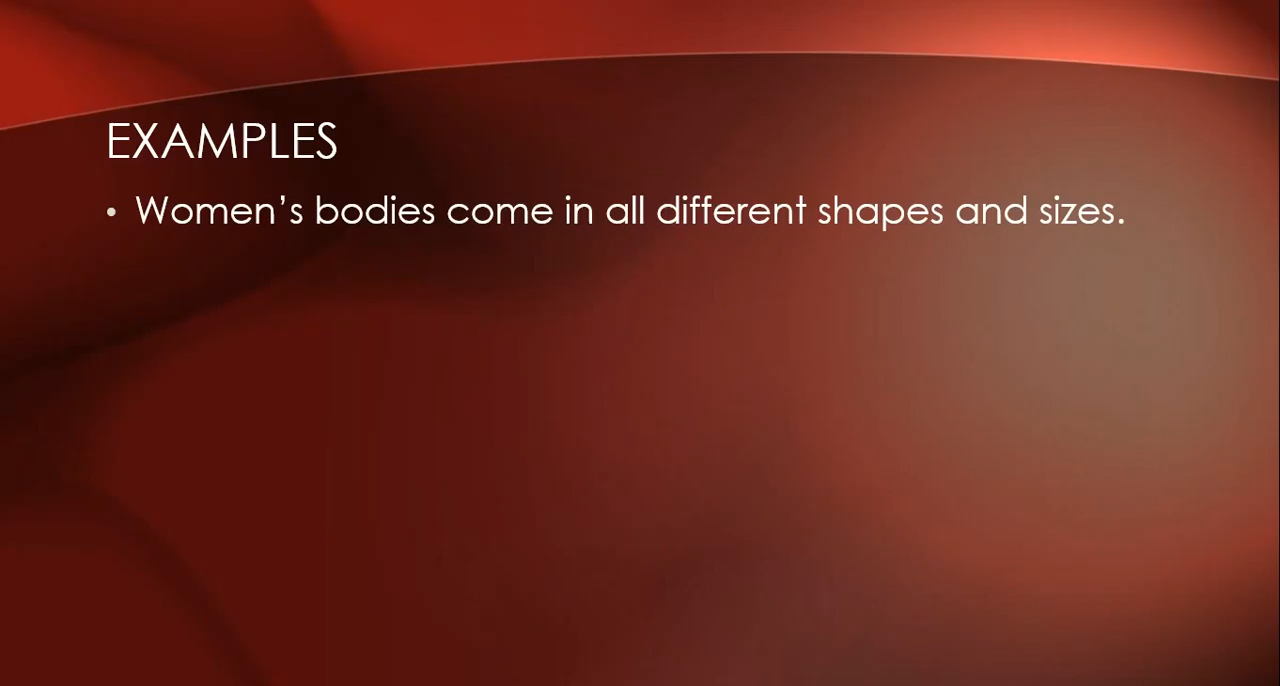 EXAMPLES
• Women’s bodies come in all different shapes and sizes.